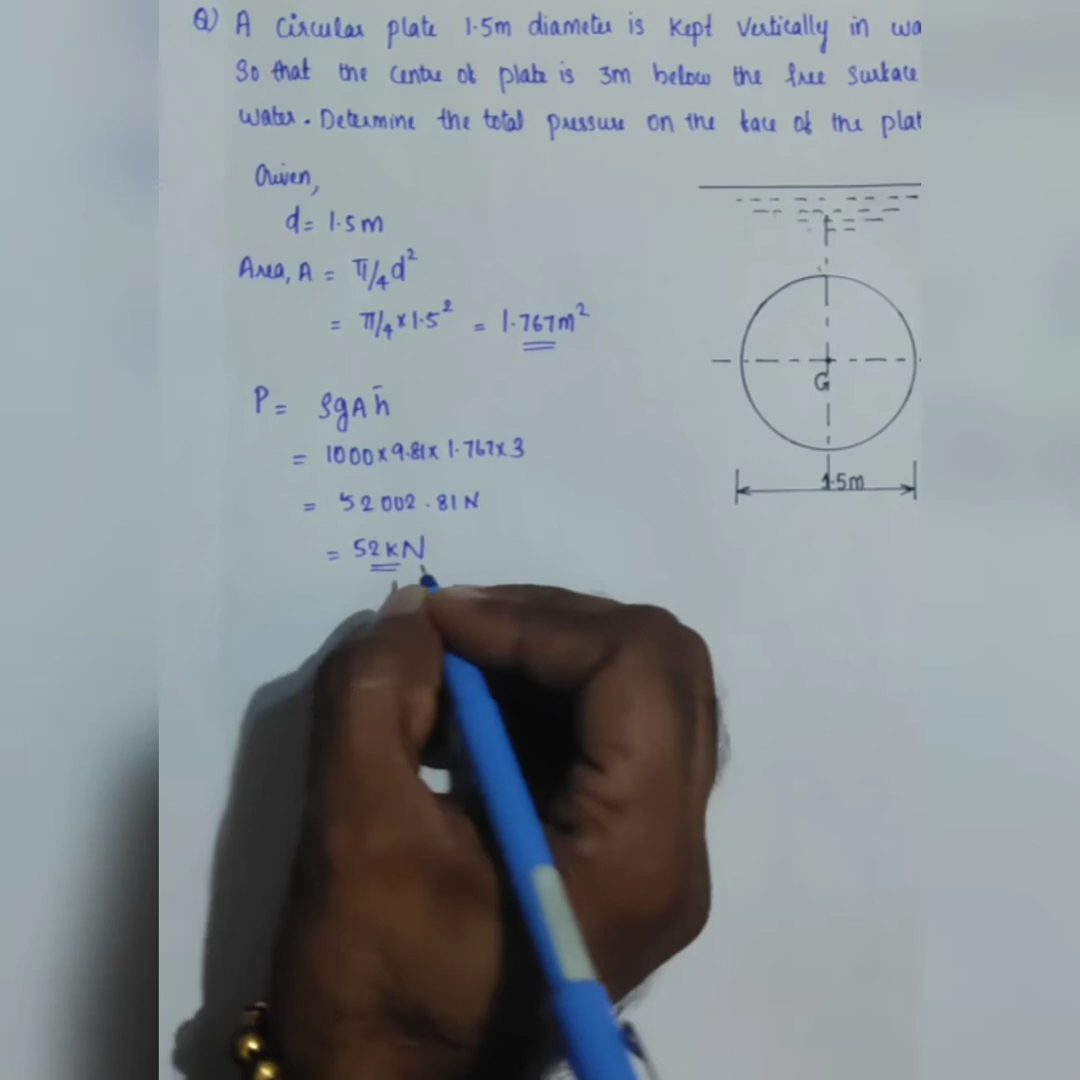 Q) A Circular plate 1.5m diameter is kept vertically in wa
So that the centre of plate is 3m below the free Surface
water. Determine the total pressure on the face of the plat
Given,
d= 1.5m
Area, A = π/4 d²
= π/4 × 1.5² = 1.767m²
P = ρgAh̄
= 1000 × 9.81 × 1.767 × 3
= 52002.81 N
= 52 kN
G
1.5m